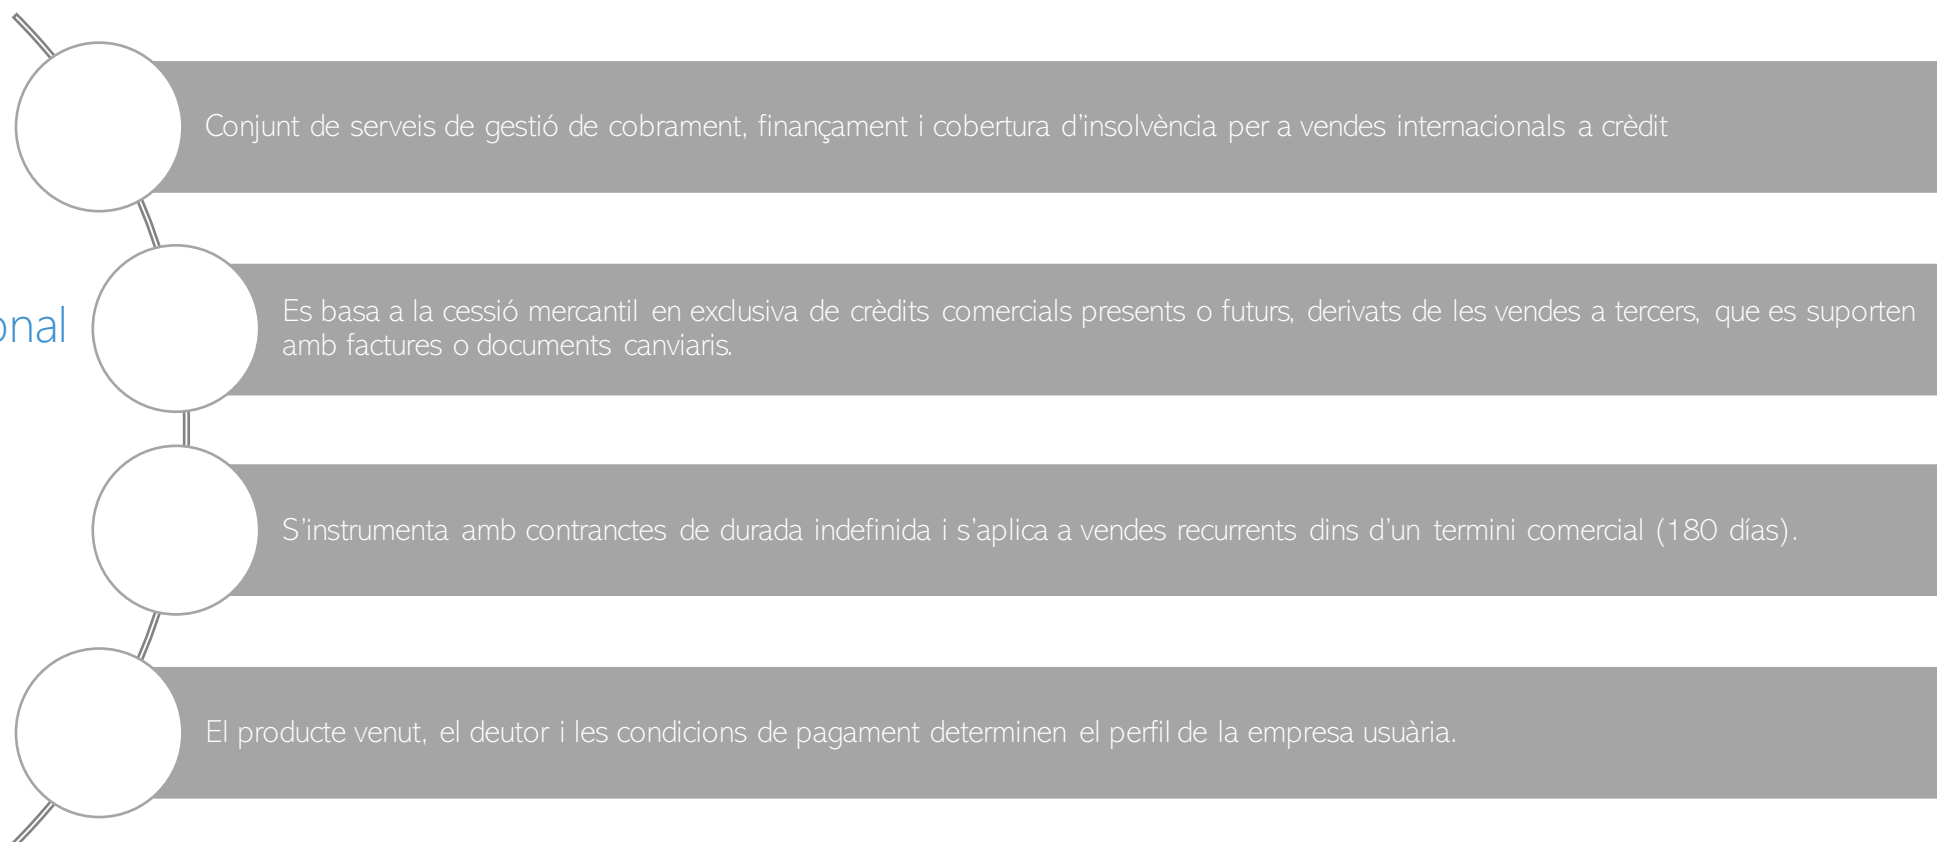 Conjunt de serveis de gestió de cobrament, finançament i cobertura d'insolvència per a vendes internacionals a crèdit
onal
Es basa a la cessió mercantil en exclusiva de crèdits comercials presents o futurs, derivats de les vendes a tercers, que es suporten
amb factures o documents canviaris.
S'instrumenta amb contranctes de durada indefinida i s'aplica a vendes recurrents dins d'un termini comercial (180 días).
El producte venut, el deutor i les condicions de pagament determinen el perfil de la empresa usuària.